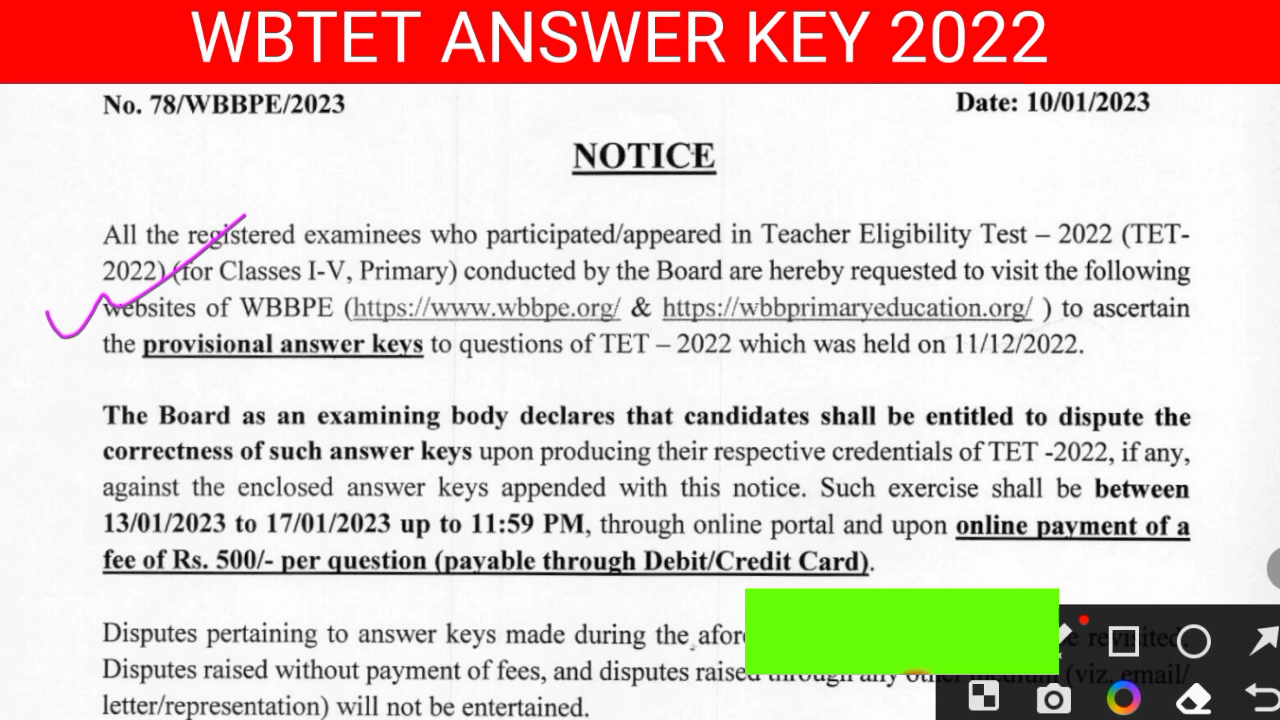 WBTET ANSWER KEY 2022
No. 78/WBBPE/2023 Date: 10/01/2023
NOTICE
All the registered examinees who participated/appeared in Teacher Eligibility Test – 2022 (TET-
2022) (for Classes I-V, Primary) conducted by the Board are hereby requested to visit the following
websites of WBBPE (https://www.wbbpe.org/ & https://wbbprimaryeducation.org/ ) to ascertain
the provisional answer keys to questions of TET – 2022 which was held on 11/12/2022.
The Board as an examining body declares that candidates shall be entitled to dispute the
correctness of such answer keys upon producing their respective credentials of TET -2022, if any,
against the enclosed answer keys appended with this notice. Such exercise shall be between
13/01/2023 to 17/01/2023 up to 11:59 PM, through online portal and upon online payment of a
fee of Rs. 500/- per question (payable through Debit/Credit Card).
Disputes pertaining to answer keys made during the revisited
Disputes raised without payment of fees, and disputes raised through any other medium (viz. email/
letter/representation) will not be entertained.